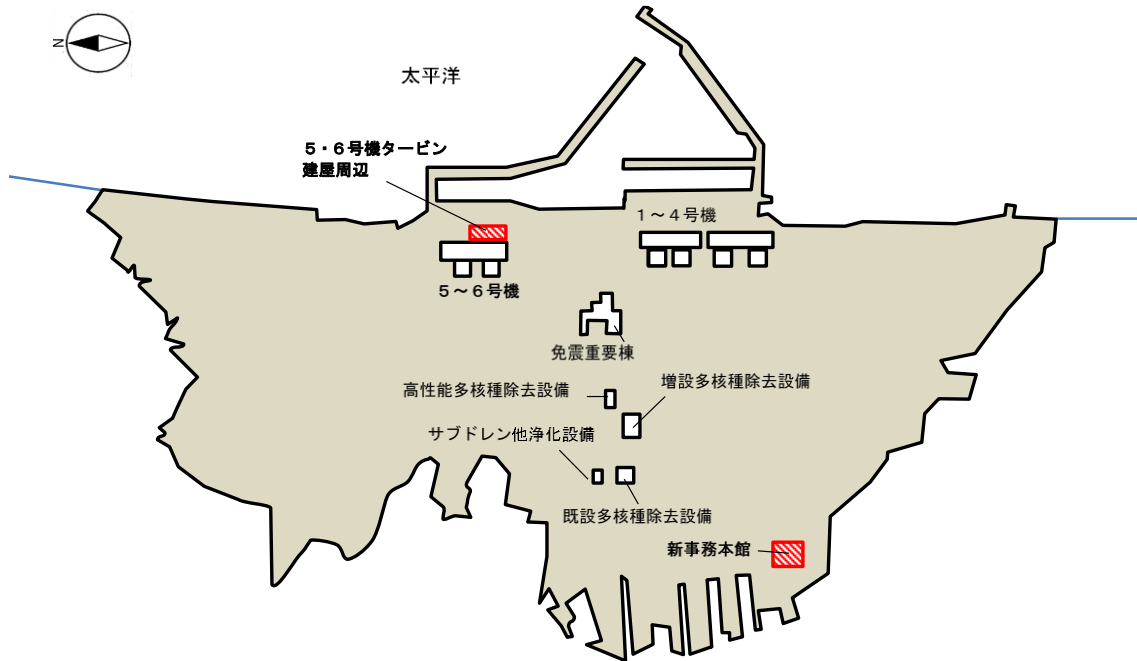 N
太平洋
５・６号機タービン
建屋周辺
１～４号機
５～６号機
免震重要棟
高性能多核種除去設備
増設多核種除去設備
サブドレン他浄化設備
既設多核種除去設備
新事務本館